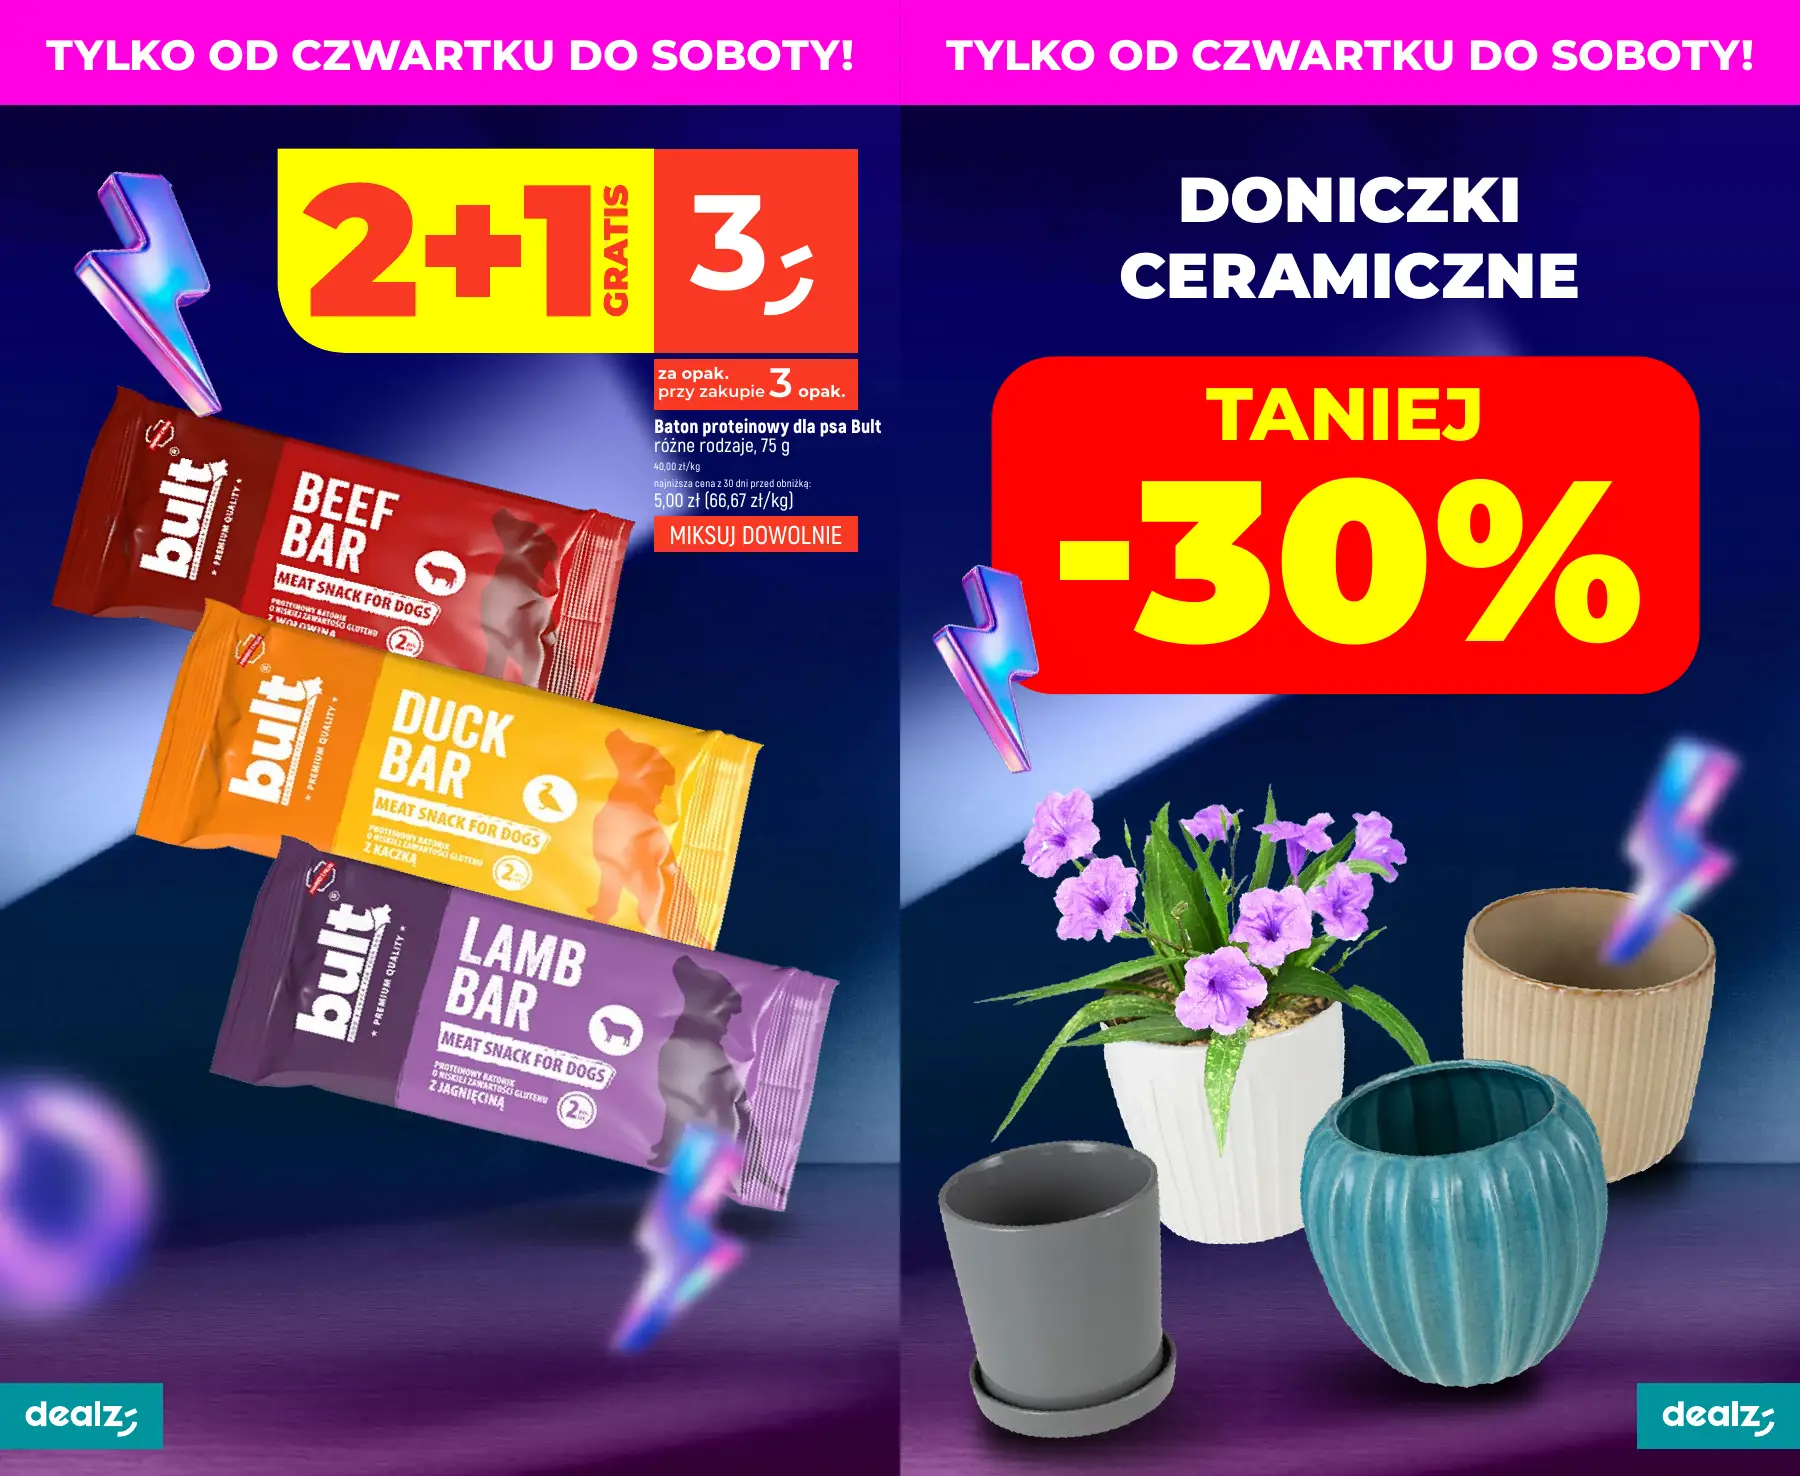 TYLKO OD CZWARTKU DO SOBOTY!
2+1 GRATIS
3,-
za opak.
przy zakupie 3 opak.
Baton proteinowy dla psa Bult
różne rodzaje, 75 g
40,00 zł/kg
najniższa cena z 30 dni przed obniżką:
5,00 zł (66,67 zł/kg)
MIKSUJ DOWOLNIE
bult
PREMIUM QUALITY
BEEF
BAR
MEAT SNACK FOR DOGS
PROTEINOWY BATONIK
O NISKIEJ ZAWARTOŚCI GLUTENU
Z WOŁOWINĄ
2
bult
PREMIUM QUALITY
DUCK
BAR
MEAT SNACK FOR DOGS
PROTEINOWY BATONIK
O NISKIEJ ZAWARTOŚCI GLUTENU
Z KACZKĄ
2
bult
PREMIUM QUALITY
LAMB
BAR
MEAT SNACK FOR DOGS
PROTEINOWY BATONIK
O NISKIEJ ZAWARTOŚCI GLUTENU
Z JAGNIĘCINĄ
2
dealz
TYLKO OD CZWARTKU DO SOBOTY!
DONICZKI
CERAMICZNE
TANIEJ
-30%
dealz